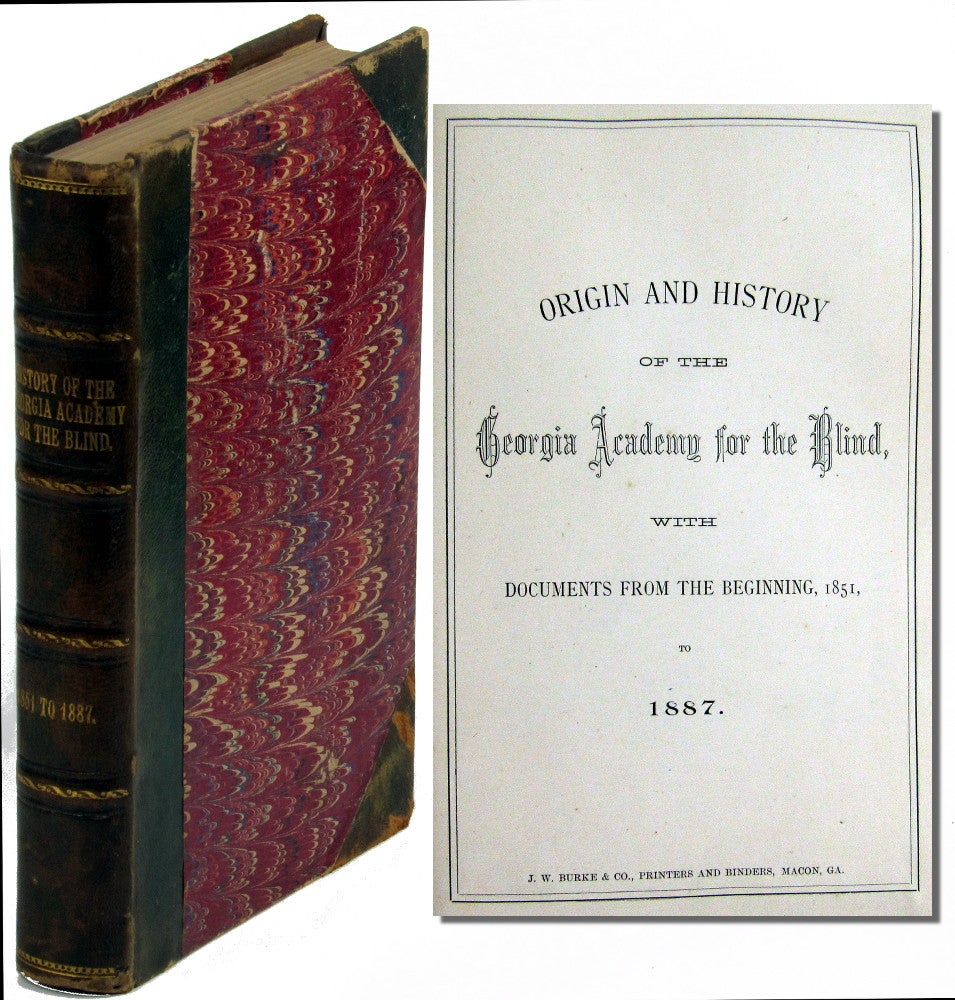 HISTORY OF THE
GEORGIA ACADEMY
FOR THE BLIND.
TO 1887.
ORIGIN AND HISTORY
OF THE
Georgia Academy for the Blind,
WITH
DOCUMENTS FROM THE BEGINNING, 1851,
TO
1887.
J. W. BURKE & CO., PRINTERS AND BINDERS, MACON, GA.